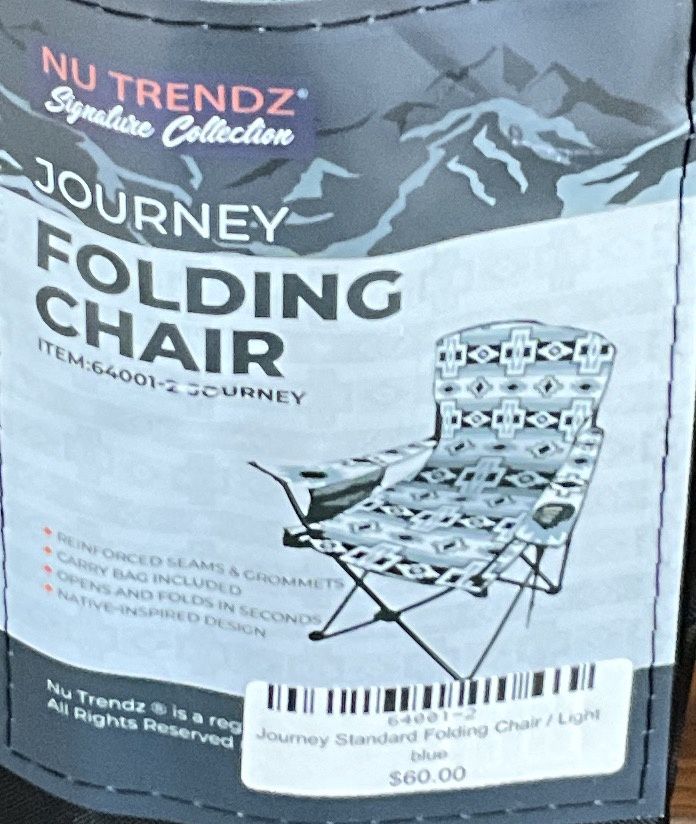 NU TRENDZ®
Signature Collection
JOURNEY
FOLDING
CHAIR
ITEM:64001-2 JOURNEY
REINFORCED SEAMS & GROMMETS
CARRY BAG INCLUDED
OPENS AND FOLDS IN SECONDS
NATIVE-INSPIRED DESIGN
Nu Trendz ® is a reg
All Rights Reserved
64001-2
Journey Standard Folding Chair / Light
blue
$60.00